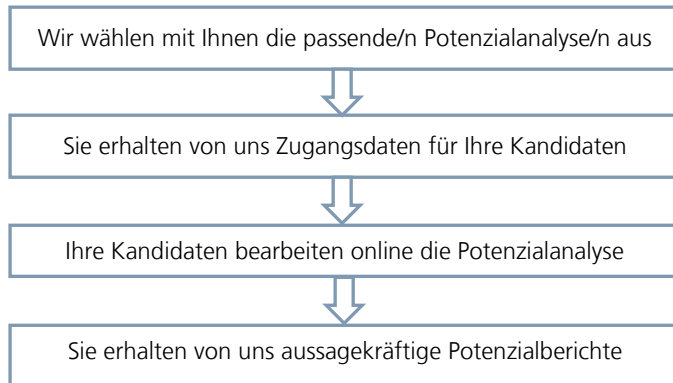 Wir wählen mit Ihnen die passende/n Potenzialanalyse/n aus
Sie erhalten von uns Zugangsdaten für Ihre Kandidaten
Ihre Kandidaten bearbeiten online die Potenzialanalyse
Sie erhalten von uns aussagekräftige Potenzialberichte